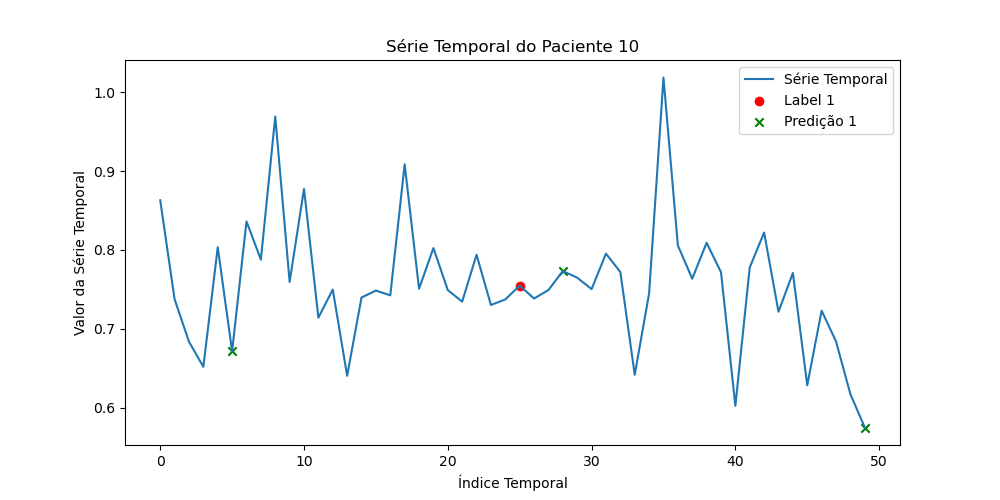 Série Temporal do Paciente 10
Série Temporal
Label 1
Predição 1
Valor da Série Temporal
1.0
0.9
0.8
0.7
0.6
0
10
20
30
40
50
Índice Temporal